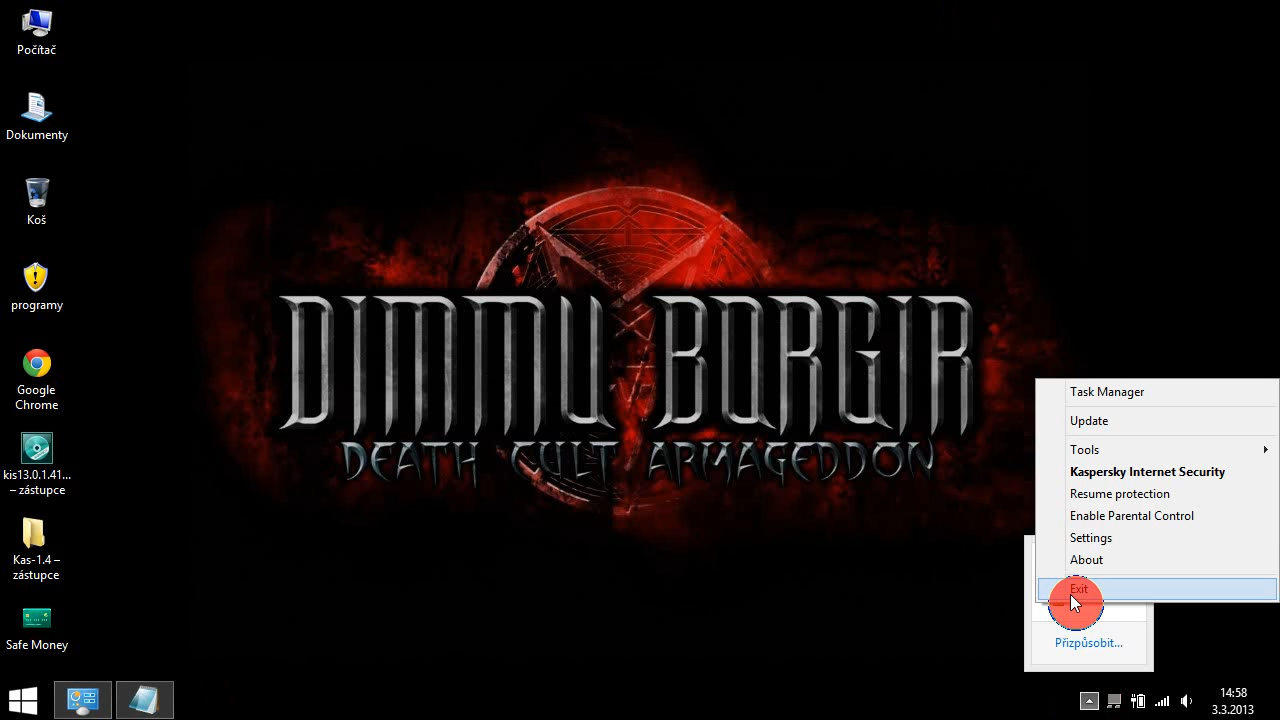 Počítač
Dokumenty
Koš
programy
Google
Chrome
kis13.0.1.41...
– zástupce
Kas-1.4 –
zástupce
Safe Money
DIMMU BORGIR
DEATH CULT ARMAGEDDON
Task Manager
Update
Tools
Kaspersky Internet Security
Resume protection
Enable Parental Control
Settings
About
Exit
Přizpůsobit...
14:58
3.3.2013